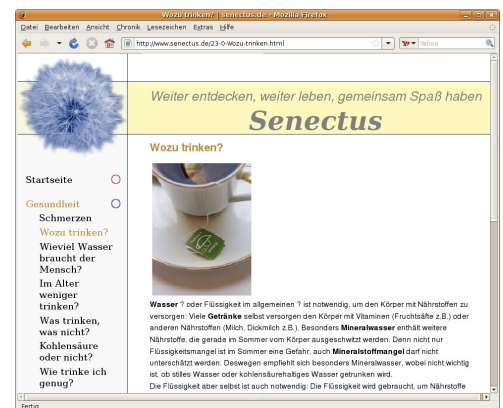 Wozu trinken? | senectus.de - Mozilla Firefox
Datei Bearbeiten Ansicht Chronik Lesezeichen Extras Hilfe
http://www.senectus.de/23-0-Wozu-trinken.html
Yahoo
Weiter entdecken, weiter leben, gemeinsam Spaß haben
Senectus
Startseite
Gesundheit
Schmerzen
Wozu trinken?
Wieviel Wasser
braucht der
Mensch?
Im Alter
weniger
trinken?
Was trinken,
was nicht?
Kohlensäure
oder nicht?
Wie trinke ich
genug?
Wozu trinken?
Wasser ? oder Flüssigkeit im allgemeinen ? ist notwendig, um den Körper mit Nährstoffen zu
versorgen: Viele Getränke selbst versorgen den Körper mit Vitaminen (Fruchtsäfte z.B.) oder
anderen Nährstoffen (Milch, Dickmilch z.B.). Besonders Mineralwasser enthält weitere
Nährstoffe, die gerade im Sommer vom Körper ausgeschwitzt werden. Denn nicht nur
Flüssigkeitsmangel ist im Sommer eine Gefahr, auch Mineralstoffmangel darf nicht
unterschätzt werden. Deswegen empfiehlt sich besonders Mineralwasser, wobei nicht wichtig
ist, ob stilles Wasser oder kohlensäurehaltiges Wasser getrunken wird.
Die Flüssigkeit aber selbst ist auch notwendig: Die Flüssigkeit wird gebraucht, um Nährstoffe
Fertig